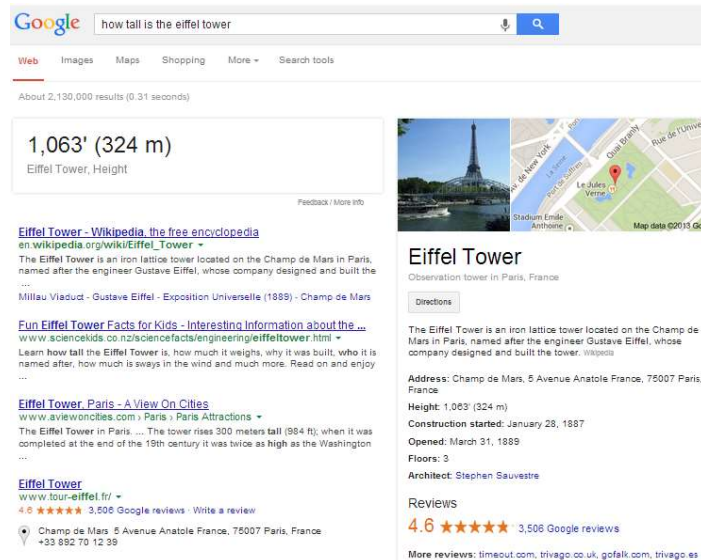 Google
how tall is the eiffel tower
Web Images Maps Shopping More Search tools
About 2,130,000 results (0.31 seconds)
1,063' (324 m)
Eiffel Tower, Height
Feedback / More info
Eiffel Tower - Wikipedia, the free encyclopedia
en.wikipedia.org/wiki/Eiffel_Tower
The Eiffel Tower is an iron lattice tower located on the Champ de Mars in Paris,
named after the engineer Gustave Eiffel, whose company designed and built the
...
Millau Viaduct - Gustave Eiffel - Exposition Universelle (1889) - Champ de Mars
Fun Eiffel Tower Facts for Kids - Interesting Information about the ...
www.sciencekids.co.nz/sciencefacts/engineering/eiffeltower.html
Learn how tall the Eiffel Tower is, how much it weighs, why it was built, who it is
named after, how much is sways in the wind and much more. Read on and enjoy
...
Eiffel Tower, Paris - A View On Cities
www.aviewoncities.com › Paris › Paris Attractions
The Eiffel Tower in Paris. ... The tower rises 300 meters tall (984 ft); when it was
completed at the end of the 19th century it was twice as high as the Washington
...
Eiffel Tower
www.tour-eiffel.fr/
4.6 ★★★★★ 3,506 Google reviews · Write a review
Champ de Mars 5 Avenue Anatole France, 75007 Paris, France
+33 892 70 12 39
Av. de New York
Port de Suffren
La Seine
Quai Branly
Rue de l'Unive
Le Jules Verne
Stadium Emile
Anthoine
Map data ©2013 Go
Eiffel Tower
Observation tower in Paris, France
Directions
The Eiffel Tower is an iron lattice tower located on the Champ de
Mars in Paris, named after the engineer Gustave Eiffel, whose
company designed and built the tower. Wikipedia
Address: Champ de Mars, 5 Avenue Anatole France, 75007 Paris,
France
Height: 1,063' (324 m)
Construction started: January 28, 1887
Opened: March 31, 1889
Floors: 3
Architect: Stephen Sauvestre
Reviews
4.6 ★★★★★ 3,506 Google reviews
More reviews: timeout.com, trivago.co.uk, gofalk.com, trivago.es